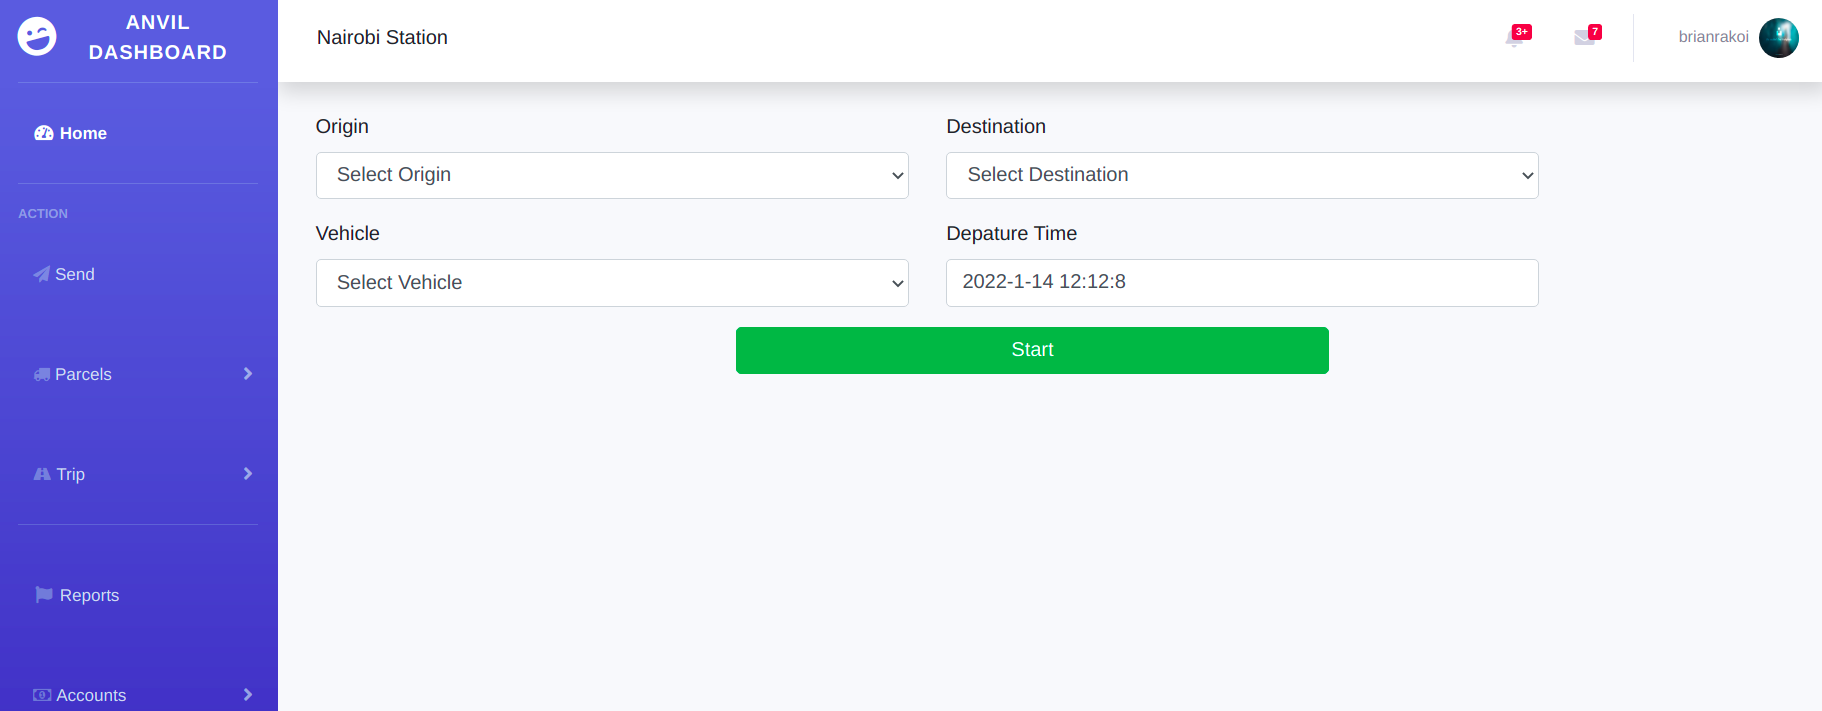 ANVIL
DASHBOARD
Nairobi Station
3+
7
brianrakoi
Home
ACTION
Send
Parcels
Trip
Reports
Accounts
Origin
Destination
Select Origin
Select Destination
Vehicle
Depature Time
Select Vehicle
2022-1-14 12:12:8
Start